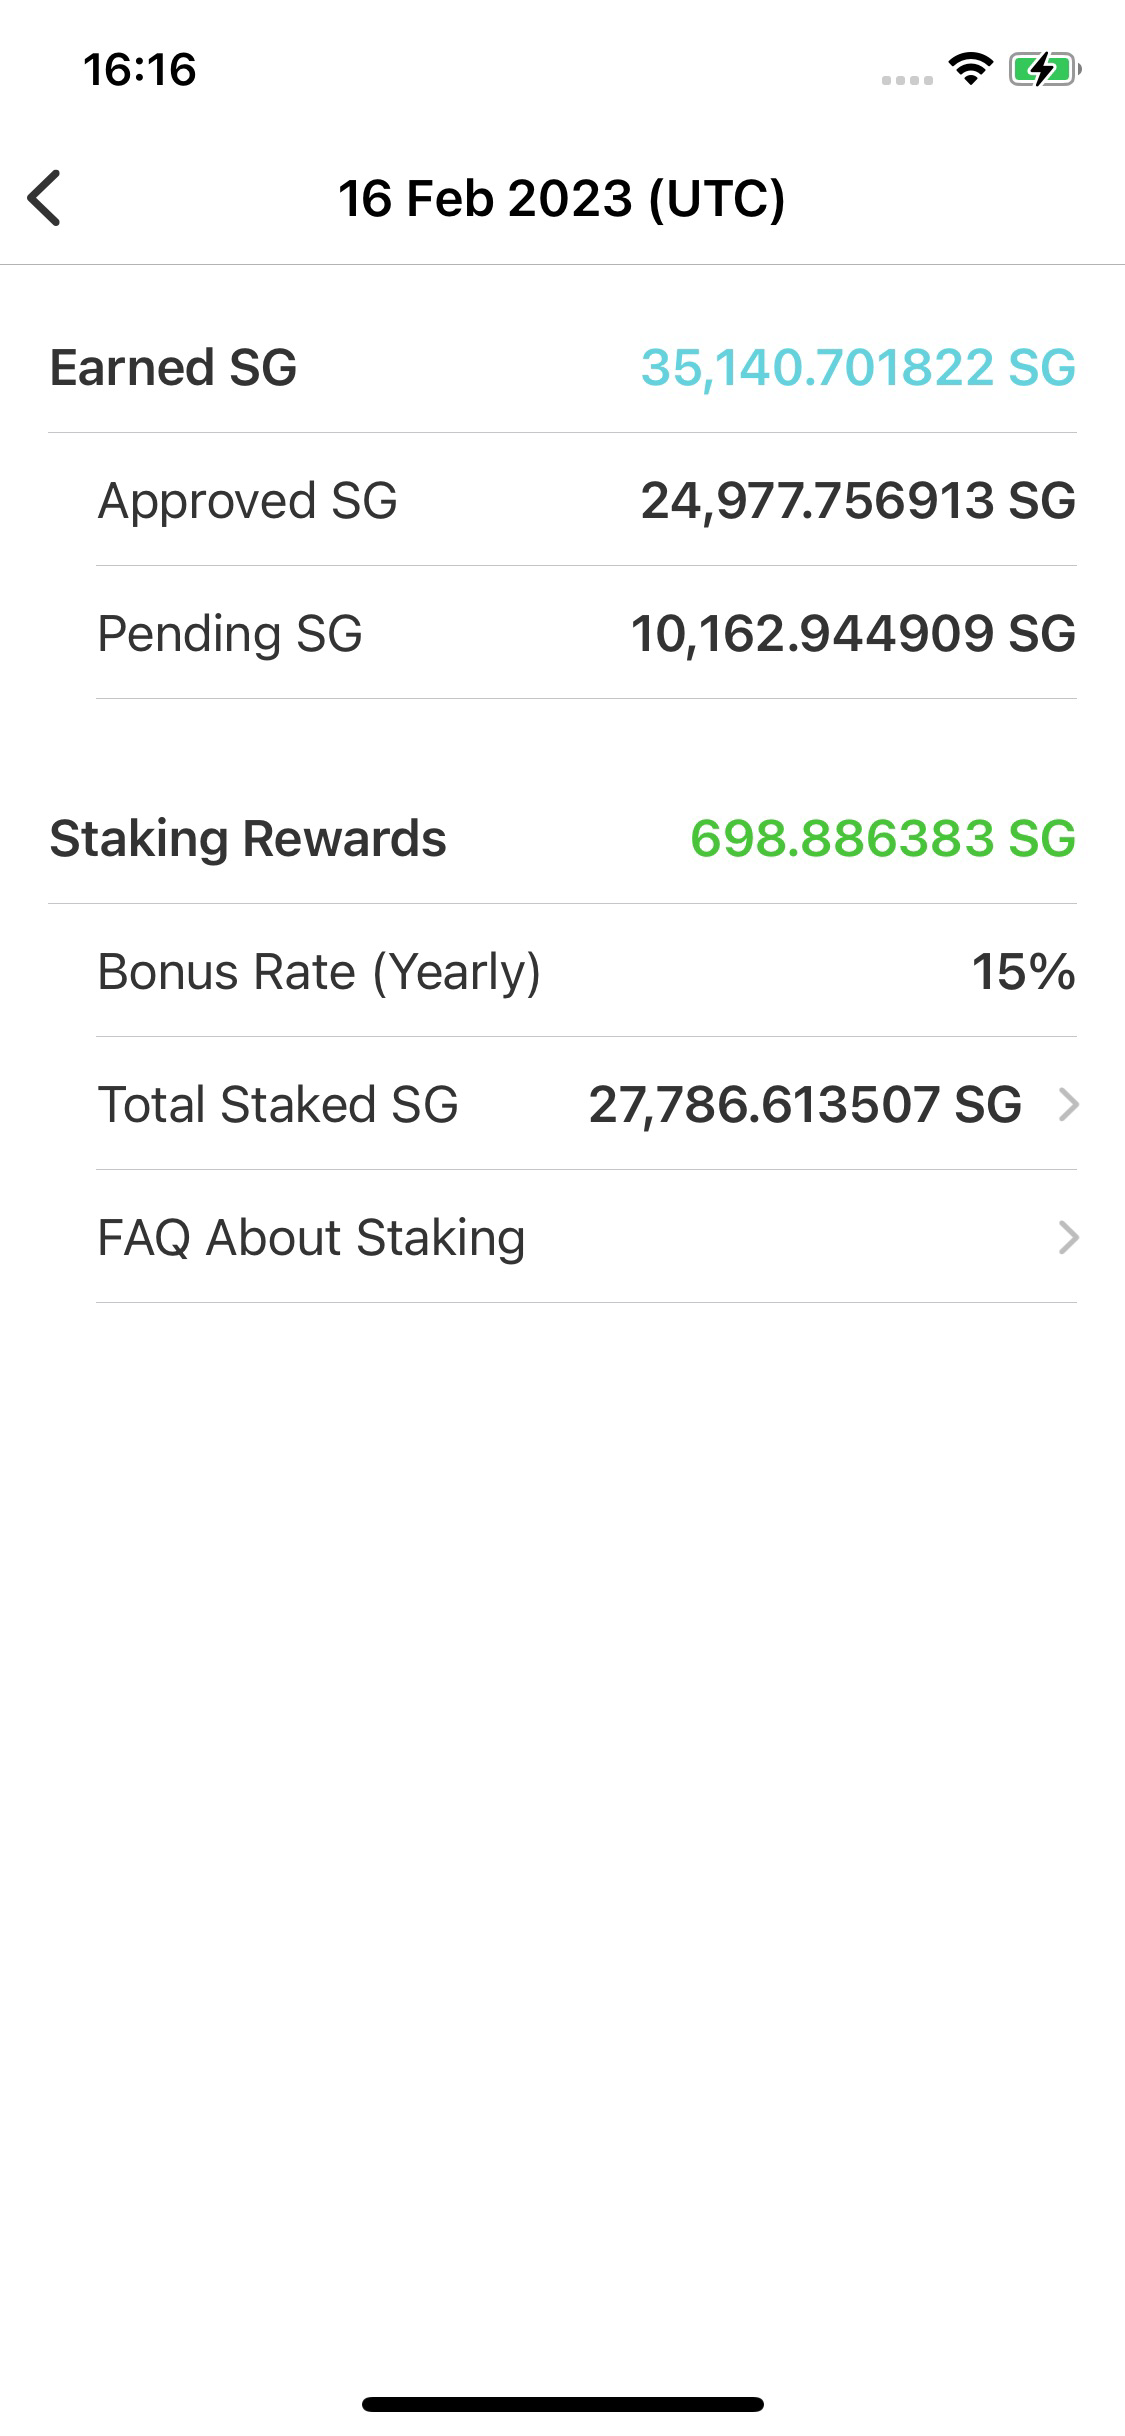 16:16
16 Feb 2023 (UTC)
Earned SG 35,140.701822 SG
Approved SG 24,977.756913 SG
Pending SG 10,162.944909 SG
Staking Rewards 698.886383 SG
Bonus Rate (Yearly) 15%
Total Staked SG 27,786.613507 SG
FAQ About Staking